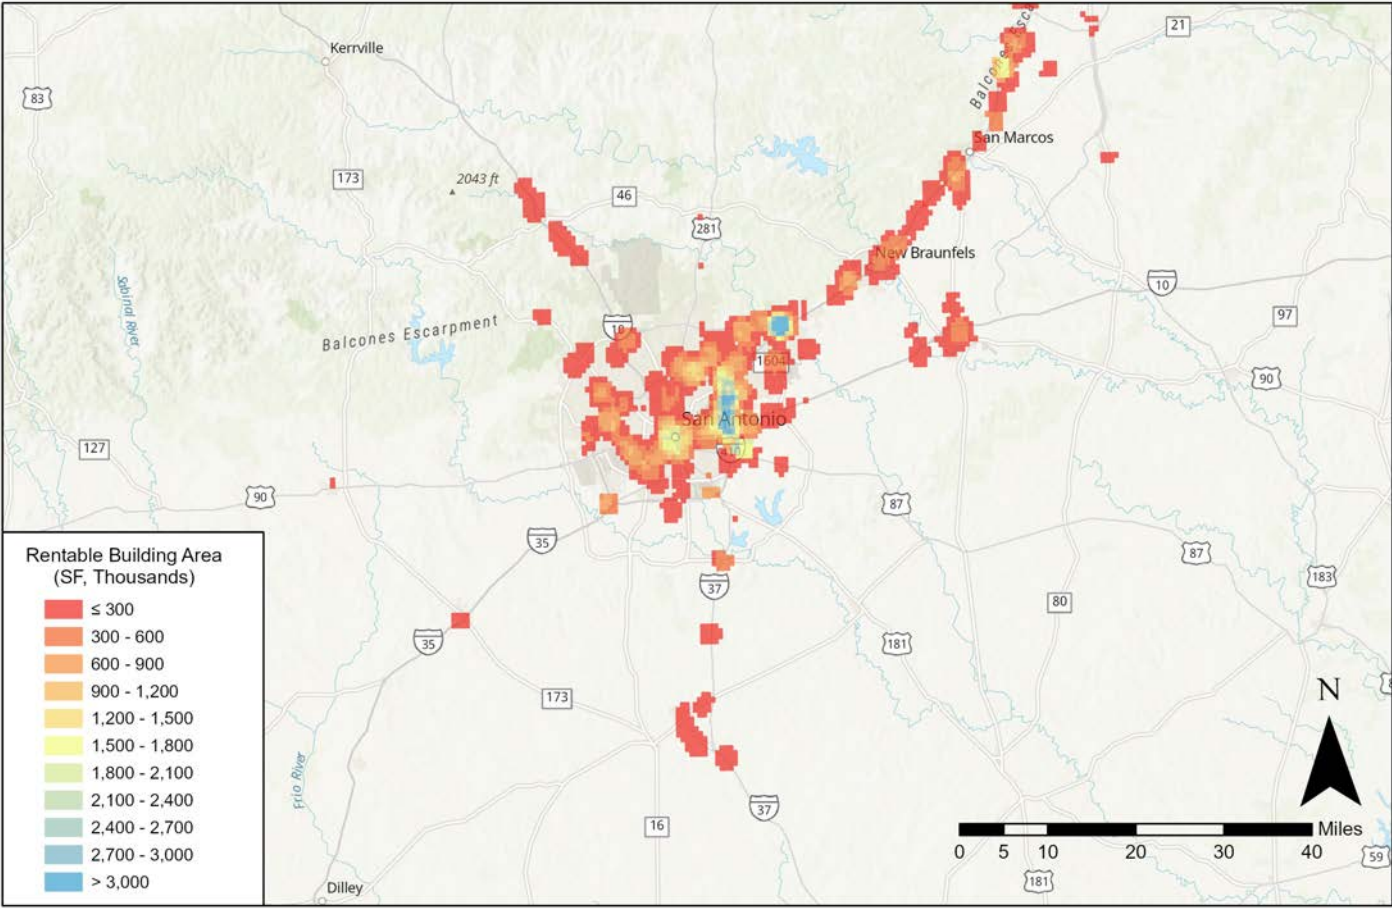 21
Balcones Esca
Kerrville
83
San Marcos
173
2043 ft
46
281
New Braunfels
10
Sabinal River
97
10
Balcones Escarpment
1604
90
San Antonio
127
410
90
87
35
87
183
37
80
35
181
173
Frio River
37
16
59
181
Dilley
Rentable Building Area
(SF, Thousands)
≤ 300
300 - 600
600 - 900
900 - 1,200
1,200 - 1,500
1,500 - 1,800
1,800 - 2,100
2,100 - 2,400
2,400 - 2,700
2,700 - 3,000
> 3,000
N
Miles
0 5 10 20 30 40